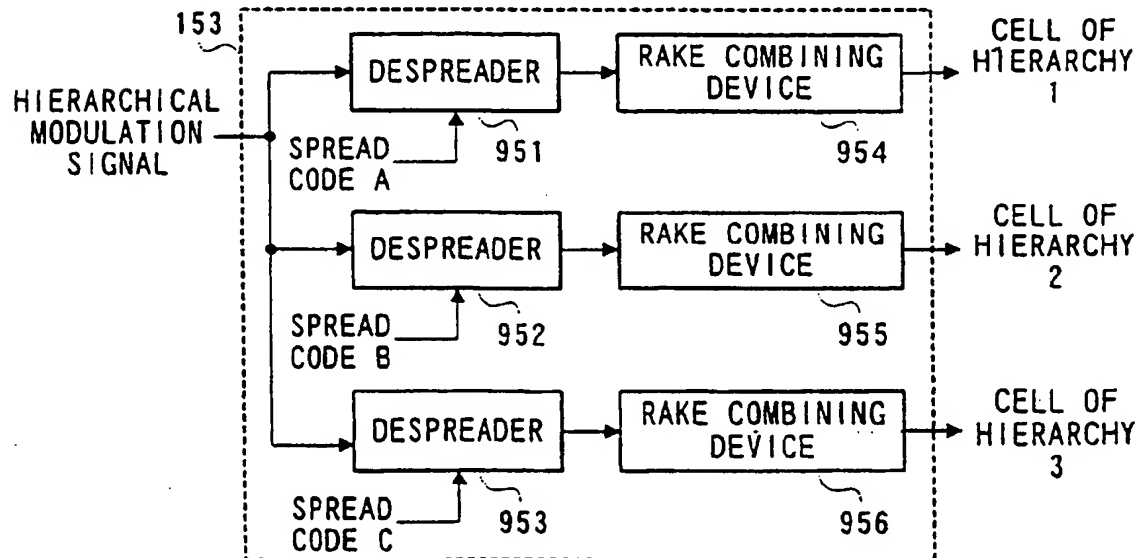 153
HIERARCHICAL
MODULATION
SIGNAL
DESPREADER
RAKE COMBINING
DEVICE
CELL OF
HIERARCHY
1
SPREAD
CODE A
951
954
DESPREADER
RAKE COMBINING
DEVICE
CELL OF
HIERARCHY
2
SPREAD
CODE B
952
955
DESPREADER
RAKE COMBINING
DEVICE
CELL OF
HIERARCHY
3
SPREAD
CODE C
953
956